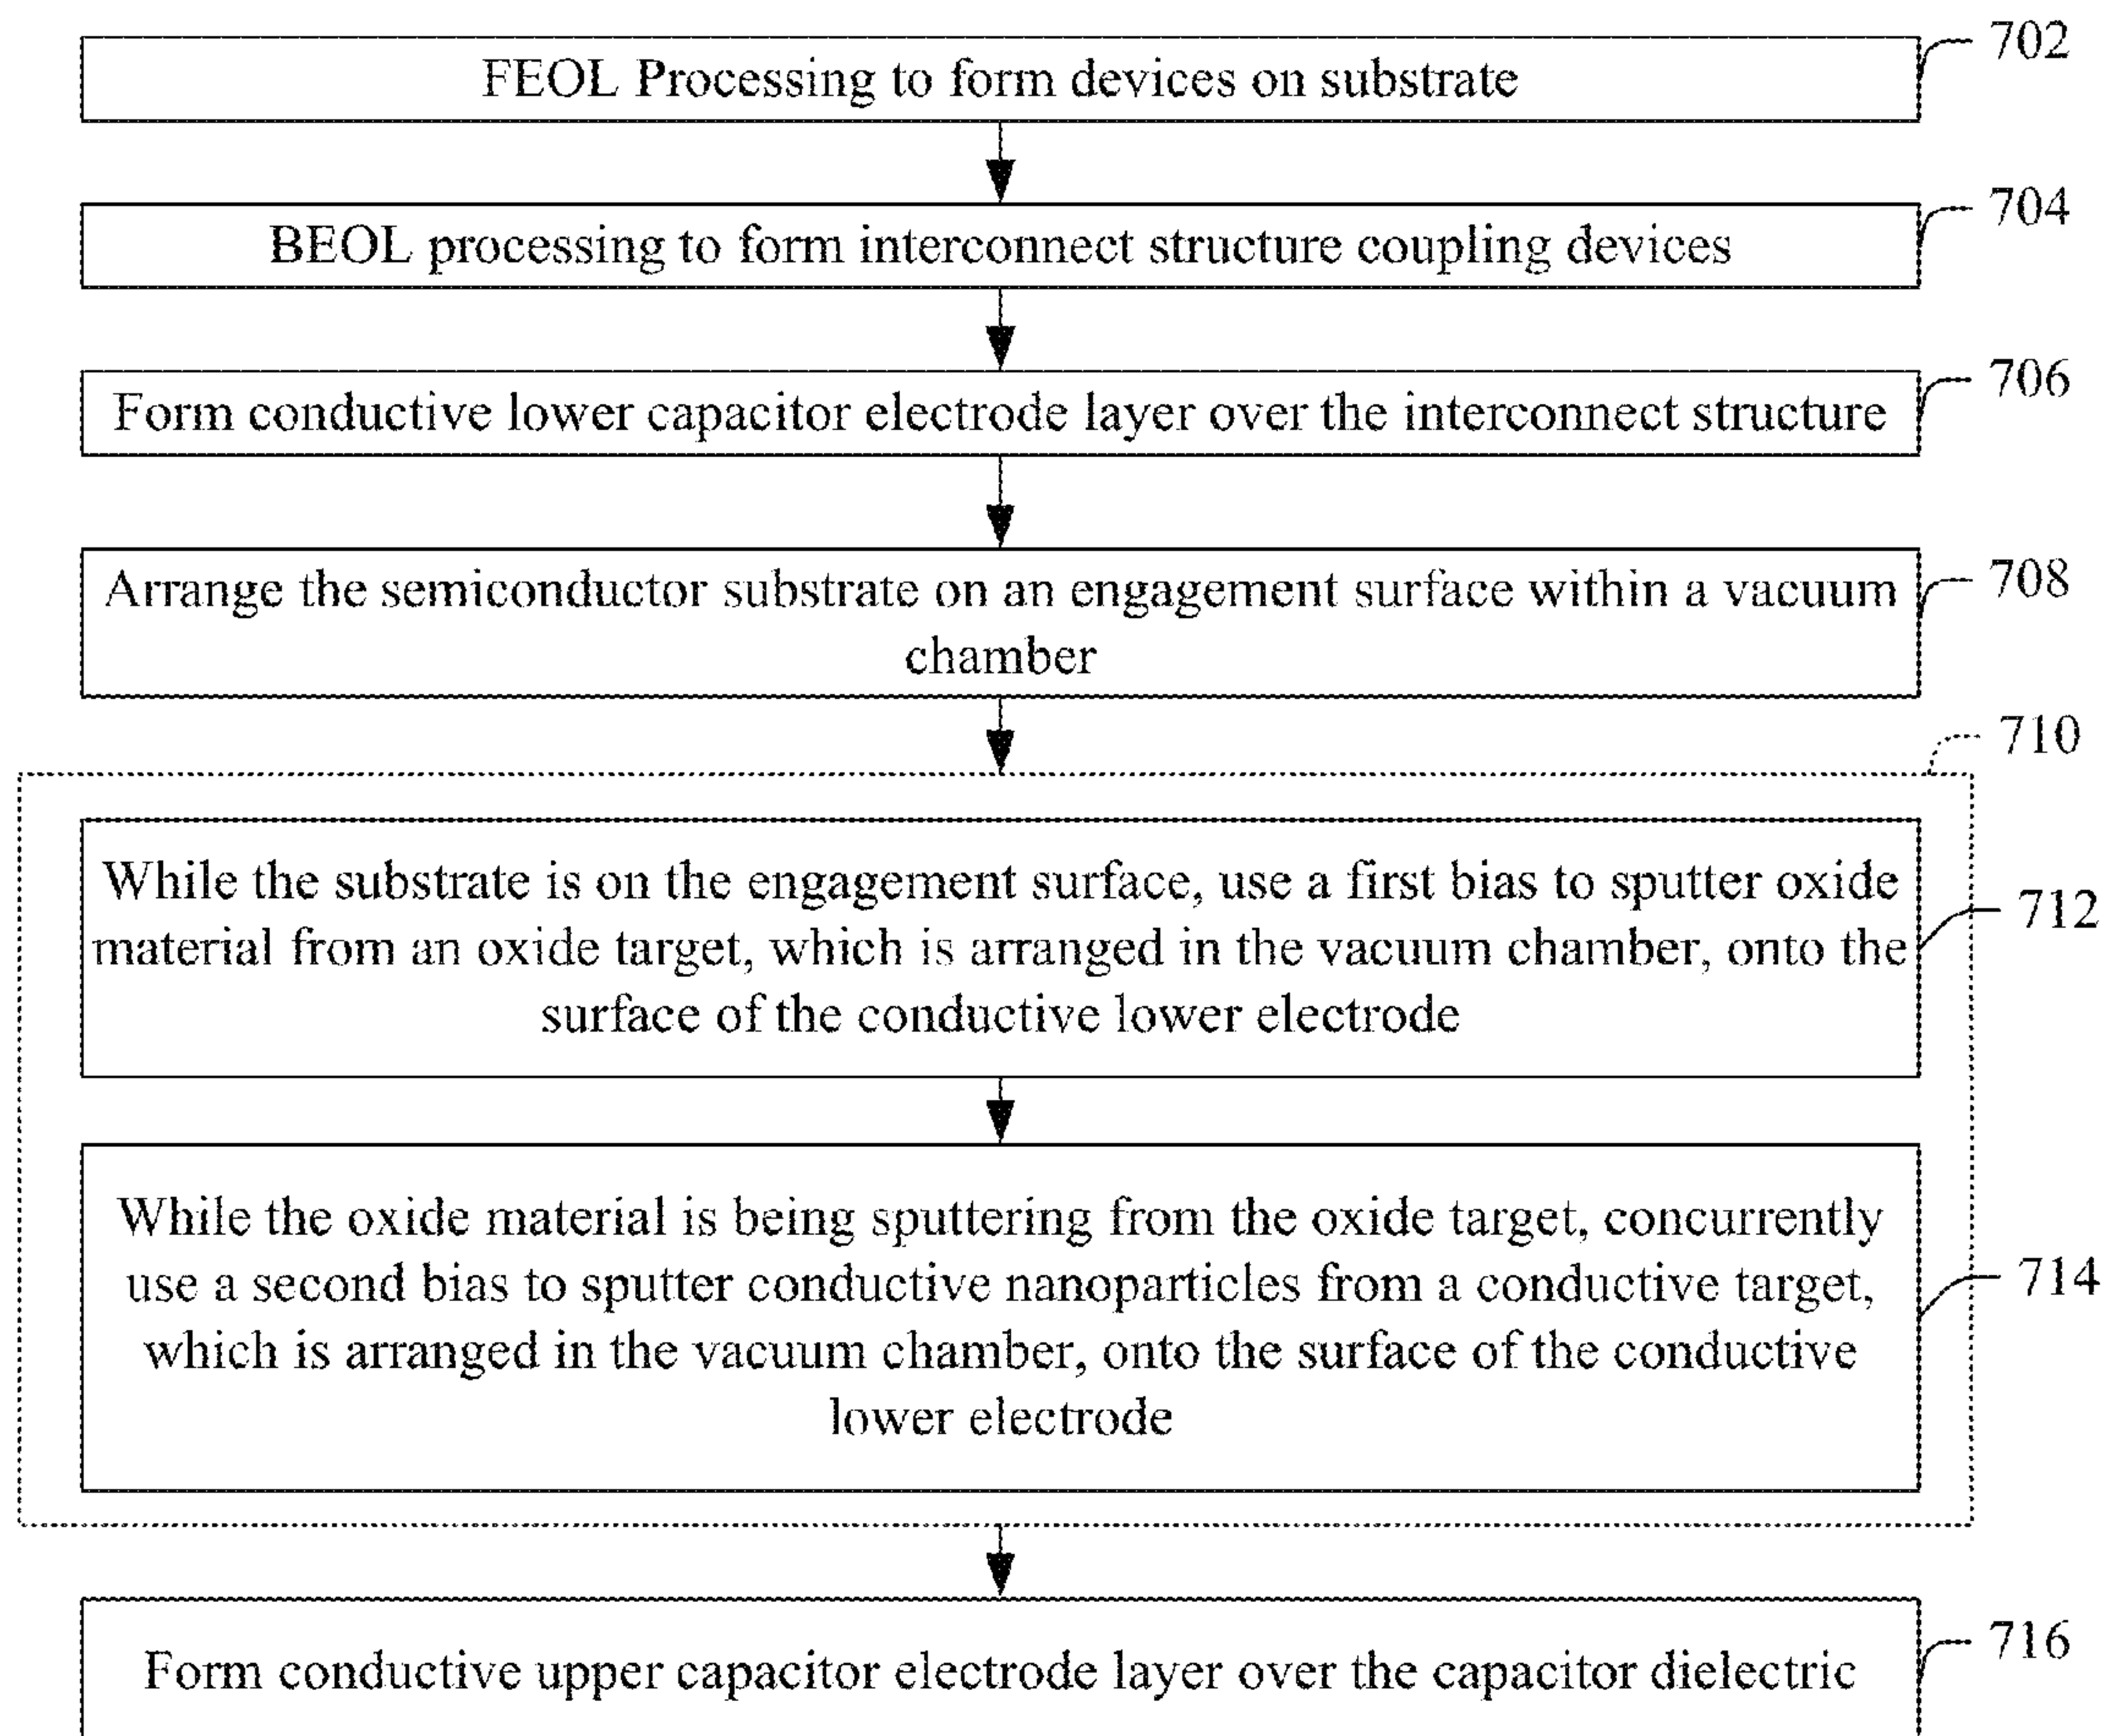 702
FEOL Processing to form devices on substrate
704
BEOL processing to form interconnect structure coupling devices
706
Form conductive lower capacitor electrode layer over the interconnect structure
708
Arrange the semiconductor substrate on an engagement surface within a vacuum
chamber
710
While the substrate is on the engagement surface, use a first bias to sputter oxide
712
material from an oxide target, which is arranged in the vacuum chamber, onto the
surface of the conductive lower electrode
While the oxide material is being sputtering from the oxide target, concurrently
use a second bias to sputter conductive nanoparticles from a conductive target,
714
which is arranged in the vacuum chamber, onto the surface of the conductive
lower electrode
716
Form conductive upper capacitor electrode layer over the capacitor dielectric